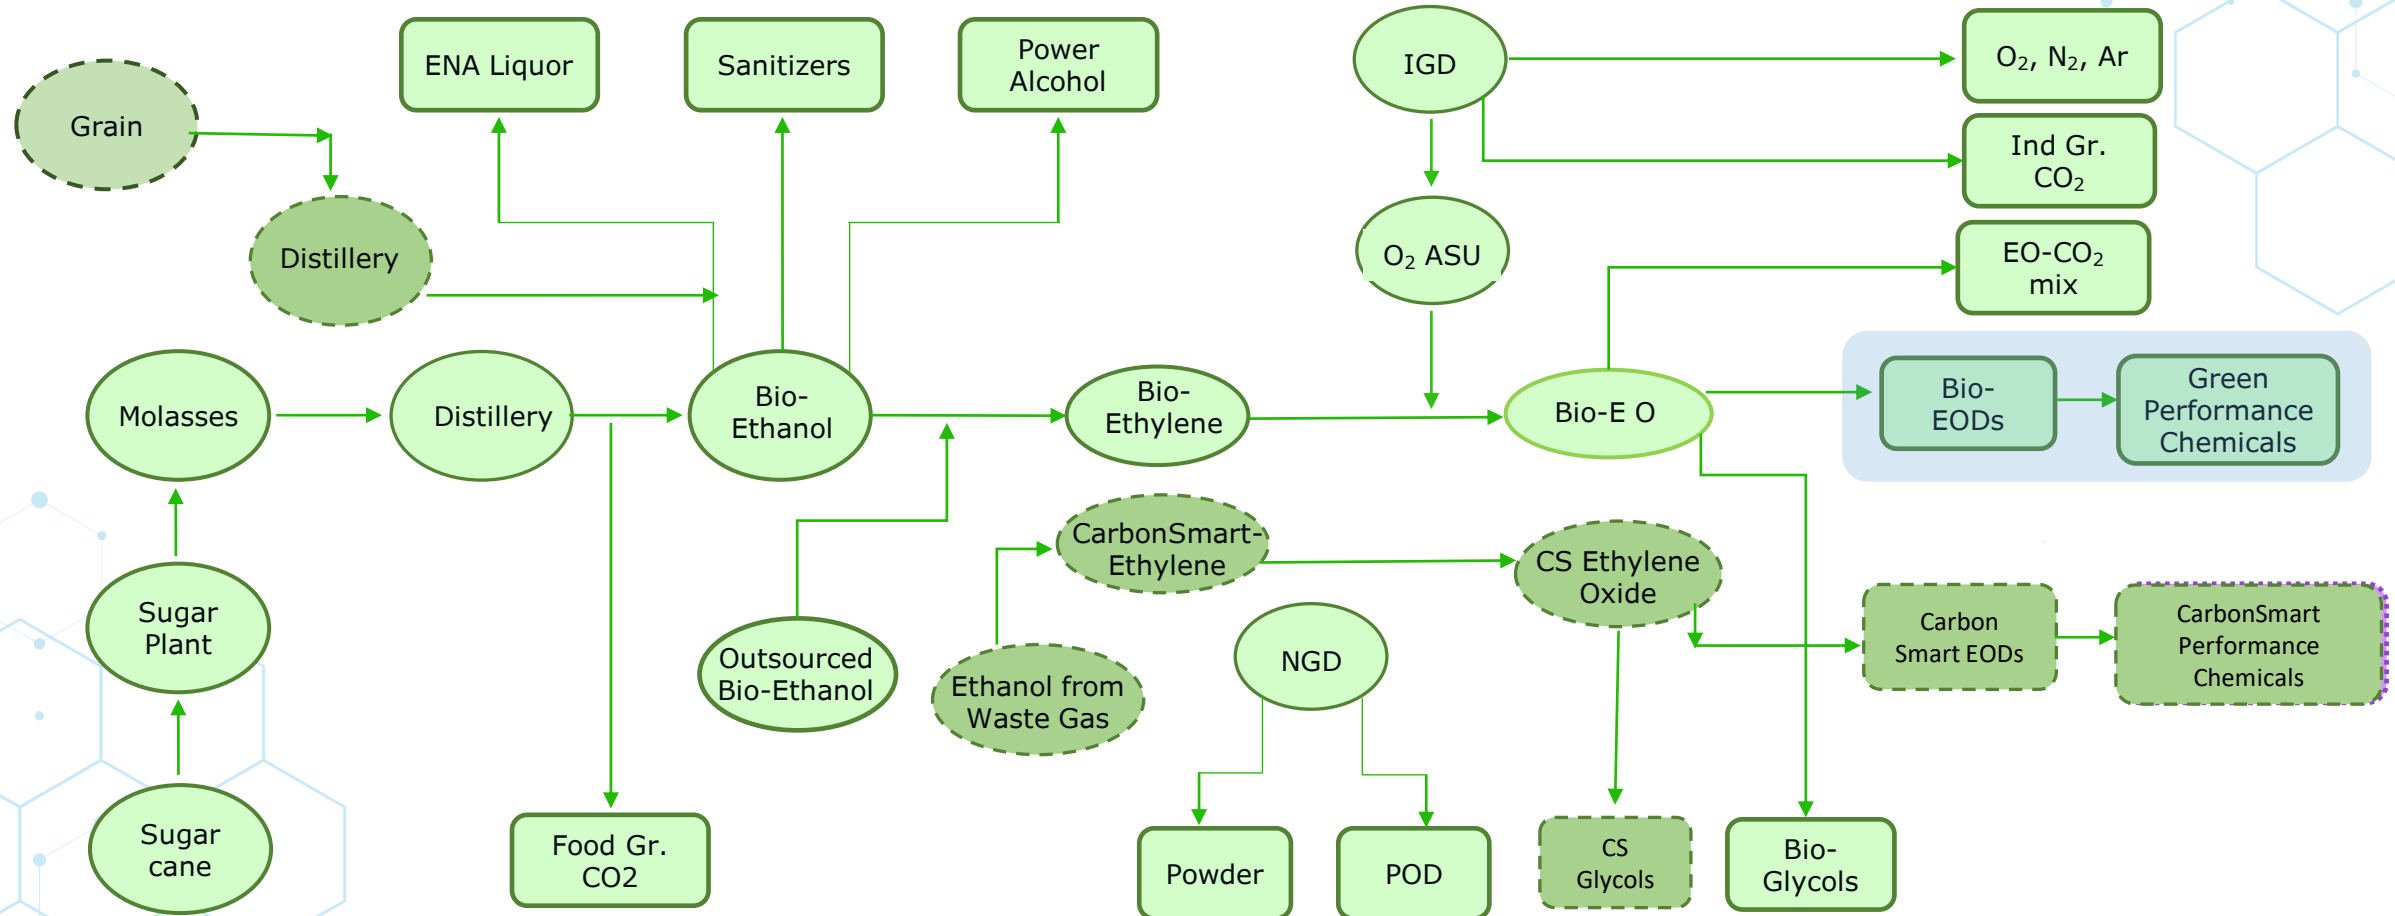 ENA Liquor
Sanitizers
Power
Alcohol
IGD
O₂, N₂, Ar
Grain
Ind Gr.
CO₂
Distillery
O₂ ASU
EO-CO₂
mix
Molasses
Distillery
Bio-
Ethanol
Bio-
Ethylene
Bio-E O
Bio-
EODs
Green
Performance
Chemicals
CarbonSmart-
Ethylene
CS Ethylene
Oxide
Sugar
Plant
Outsourced
Bio-Ethanol
Ethanol from
Waste Gas
NGD
Carbon
Smart EODs
CarbonSmart
Performance
Chemicals
Sugar
cane
Food Gr.
CO2
Powder
POD
CS
Glycols
Bio-
Glycols